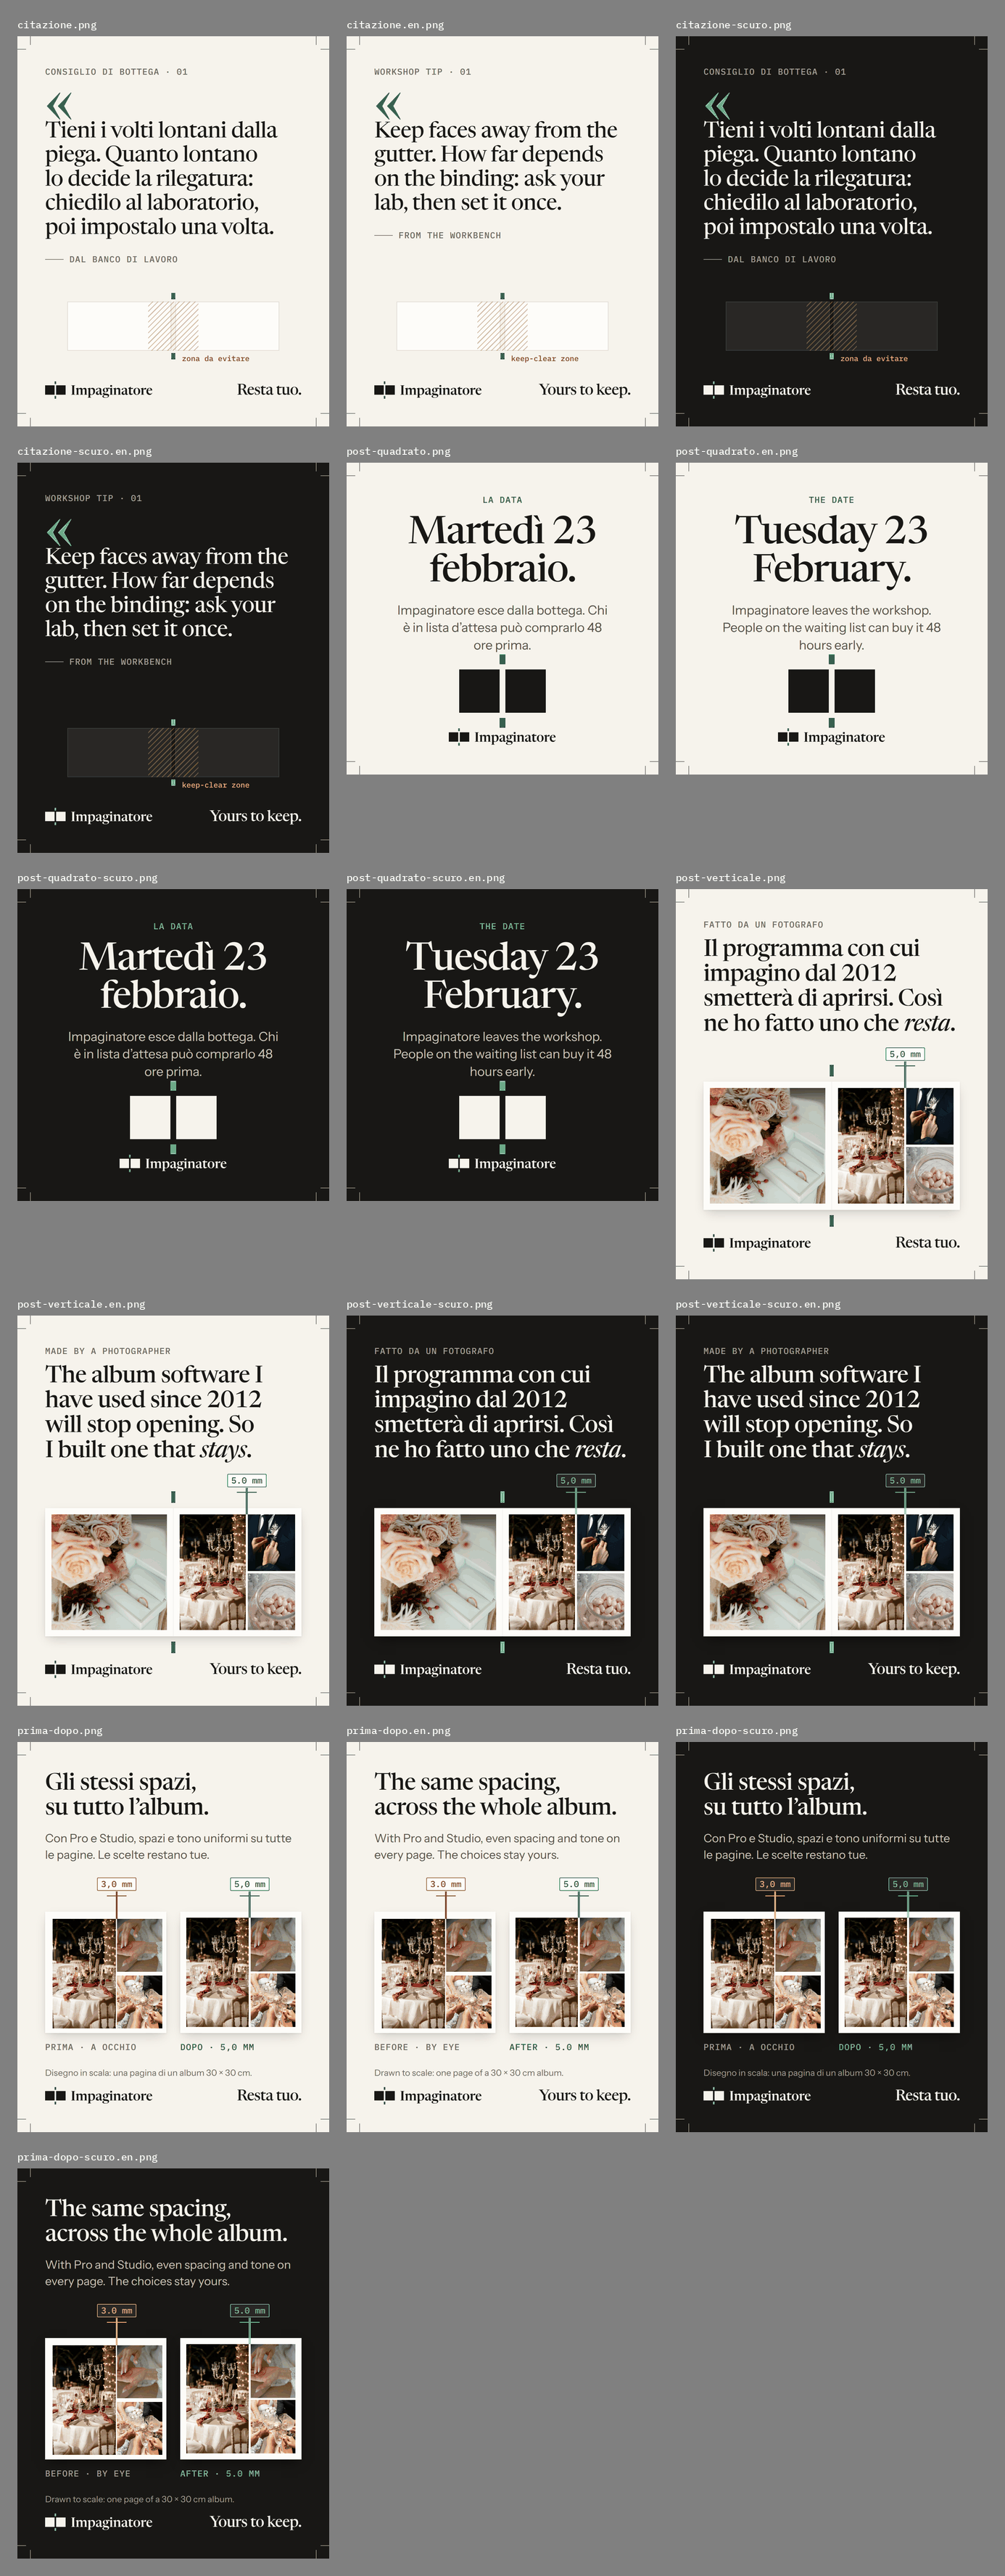 citazione.png
CONSIGLIO DI BOTTEGA · 01
«
Tieni i volti lontani dalla
piega. Quanto lontano
lo decide la rilegatura:
chiedilo al laboratorio,
poi impostalo una volta.
DAL BANCO DI LAVORO
zona da evitare
Impaginatore
Resta tuo.
citazione.en.png
WORKSHOP TIP · 01
«
Keep faces away from the
gutter. How far depends
on the binding: ask your
lab, then set it once.
FROM THE WORKBENCH
keep-clear zone
Impaginatore
Yours to keep.
citazione-scuro.png
CONSIGLIO DI BOTTEGA · 01
«
Tieni i volti lontani dalla
piega. Quanto lontano
lo decide la rilegatura:
chiedilo al laboratorio,
poi impostalo una volta.
DAL BANCO DI LAVORO
zona da evitare
Impaginatore
Resta tuo.
citazione-scuro.en.png
WORKSHOP TIP · 01
«
Keep faces away from the
gutter. How far depends
on the binding: ask your
lab, then set it once.
FROM THE WORKBENCH
keep-clear zone
Impaginatore
Yours to keep.
post-quadrato.png
LA DATA
Martedì 23
febbraio.
Impaginatore esce dalla bottega. Chi
è in lista d’attesa può comprarlo 48
ore prima.
Impaginatore
post-quadrato.en.png
THE DATE
Tuesday 23
February.
Impaginatore leaves the workshop.
People on the waiting list can buy it 48
hours early.
Impaginatore
post-quadrato-scuro.png
LA DATA
Martedì 23
febbraio.
Impaginatore esce dalla bottega. Chi
è in lista d’attesa può comprarlo 48
ore prima.
Impaginatore
post-quadrato-scuro.en.png
THE DATE
Tuesday 23
February.
Impaginatore leaves the workshop.
People on the waiting list can buy it 48
hours early.
Impaginatore
post-verticale.png
FATTO DA UN FOTOGRAFO
Il programma con cui
impagino dal 2012
smetterà di aprirsi. Così
ne ho fatto uno che resta.
5,0 mm
Impaginatore
Resta tuo.
post-verticale.en.png
MADE BY A PHOTOGRAPHER
The album software I
have used since 2012
will stop opening. So
I built one that stays.
5.0 mm
Impaginatore
Yours to keep.
post-verticale-scuro.png
FATTO DA UN FOTOGRAFO
Il programma con cui
impagino dal 2012
smetterà di aprirsi. Così
ne ho fatto uno che resta.
5,0 mm
Impaginatore
Resta tuo.
post-verticale-scuro.en.png
MADE BY A PHOTOGRAPHER
The album software I
have used since 2012
will stop opening. So
I built one that stays.
5.0 mm
Impaginatore
Yours to keep.
prima-dopo.png
Gli stessi spazi,
su tutto l’album.
Con Pro e Studio, spazi e tono uniformi su tutte
le pagine. Le scelte restano tue.
3,0 mm
5,0 mm
PRIMA · A OCCHIO
DOPO · 5,0 MM
Disegno in scala: una pagina di un album 30 × 30 cm.
Impaginatore
Resta tuo.
prima-dopo.en.png
The same spacing,
across the whole album.
With Pro and Studio, even spacing and tone on
every page. The choices stay yours.
3.0 mm
5.0 mm
BEFORE · BY EYE
AFTER · 5.0 MM
Drawn to scale: one page of a 30 × 30 cm album.
Impaginatore
Yours to keep.
prima-dopo-scuro.png
Gli stessi spazi,
su tutto l’album.
Con Pro e Studio, spazi e tono uniformi su tutte
le pagine. Le scelte restano tue.
3,0 mm
5,0 mm
PRIMA · A OCCHIO
DOPO · 5,0 MM
Disegno in scala: una pagina di un album 30 × 30 cm.
Impaginatore
Resta tuo.
prima-dopo-scuro.en.png
The same spacing,
across the whole album.
With Pro and Studio, even spacing and tone on
every page. The choices stay yours.
3.0 mm
5.0 mm
BEFORE · BY EYE
AFTER · 5.0 MM
Drawn to scale: one page of a 30 × 30 cm album.
Impaginatore
Yours to keep.